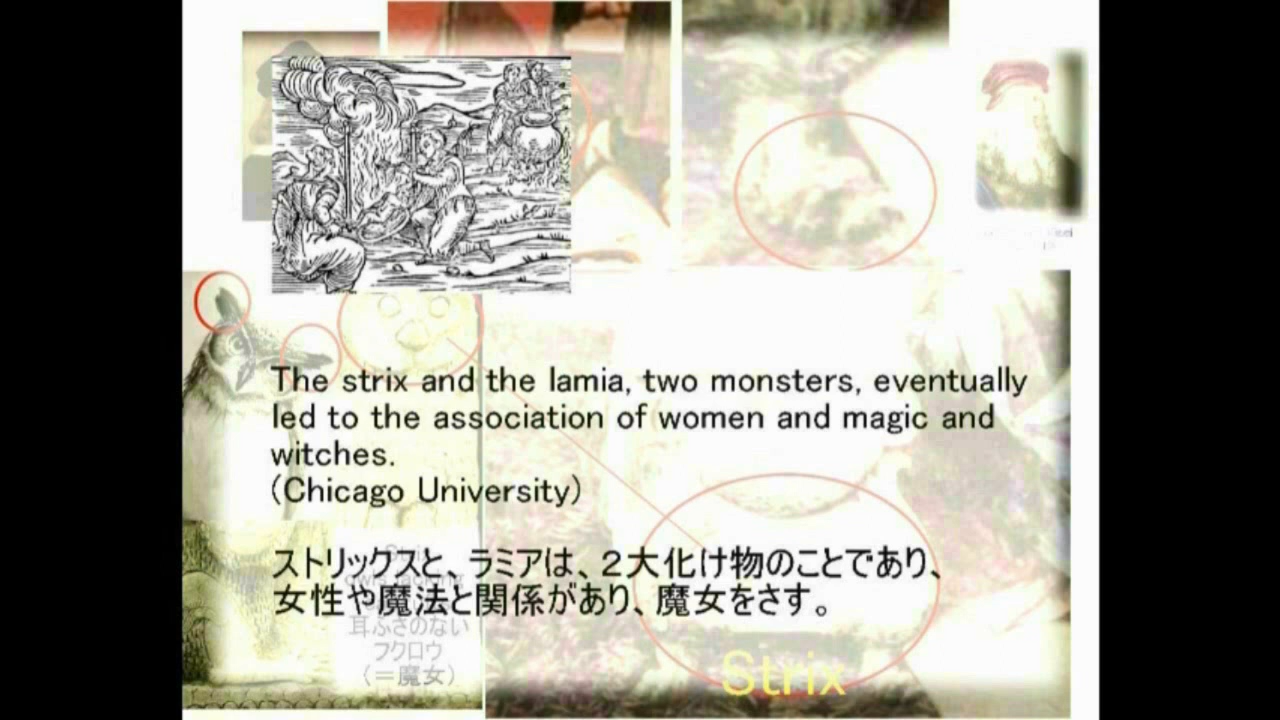 The strix and the lamia, two monsters, eventually
led to the association of women and magic and
witches.
(Chicago University)
ストリックスと、ラミアは、２大化け物のことであり、
女性や魔法と関係があり、魔女をさす。
耳ふさのない
フクロウ
（＝魔女）
Strix